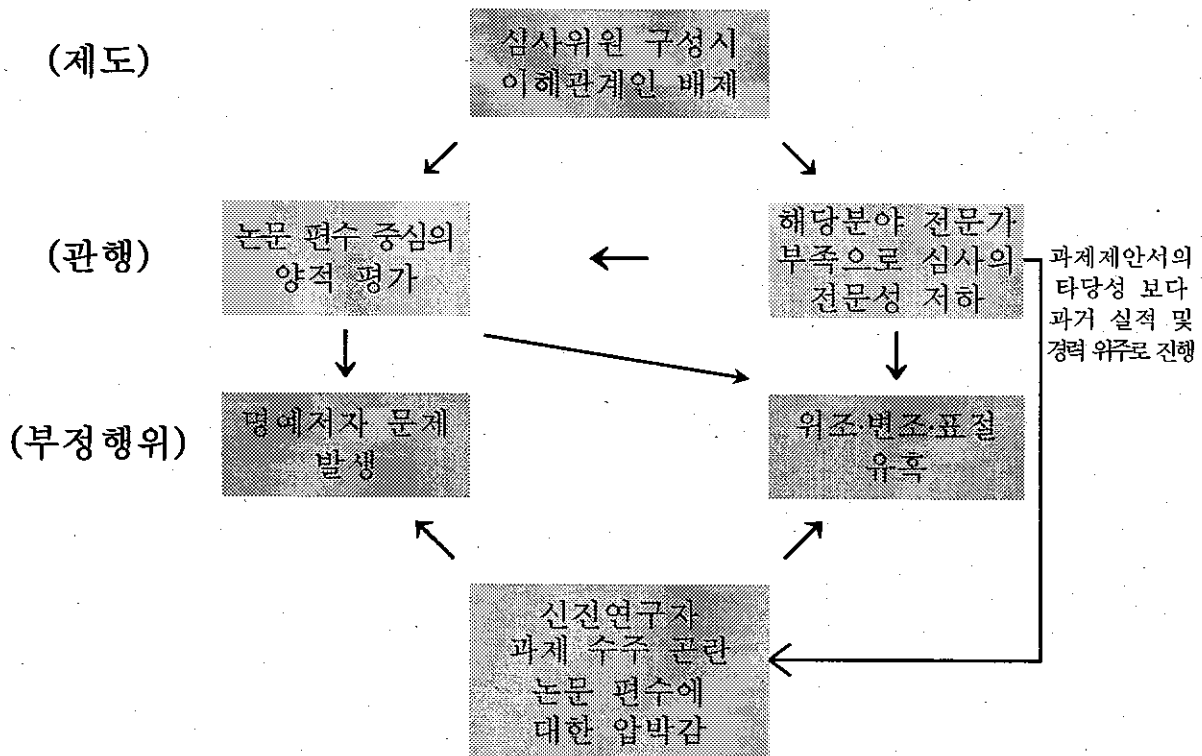 (제도)
심사위원 구성시
이해관계인 배제
(관행)
논문 편수 중심의
양적 평가
해당분야 전문가
부족으로 심사의
전문성 저하
과제제안서의
타당성 보다
과거 실적 및
경력 위주로 진행
(부정행위)
명예저자 문제
발생
위조·변조·표절
유혹
신진연구자
과제 수주 곤란
논문 편수에
대한 압박감